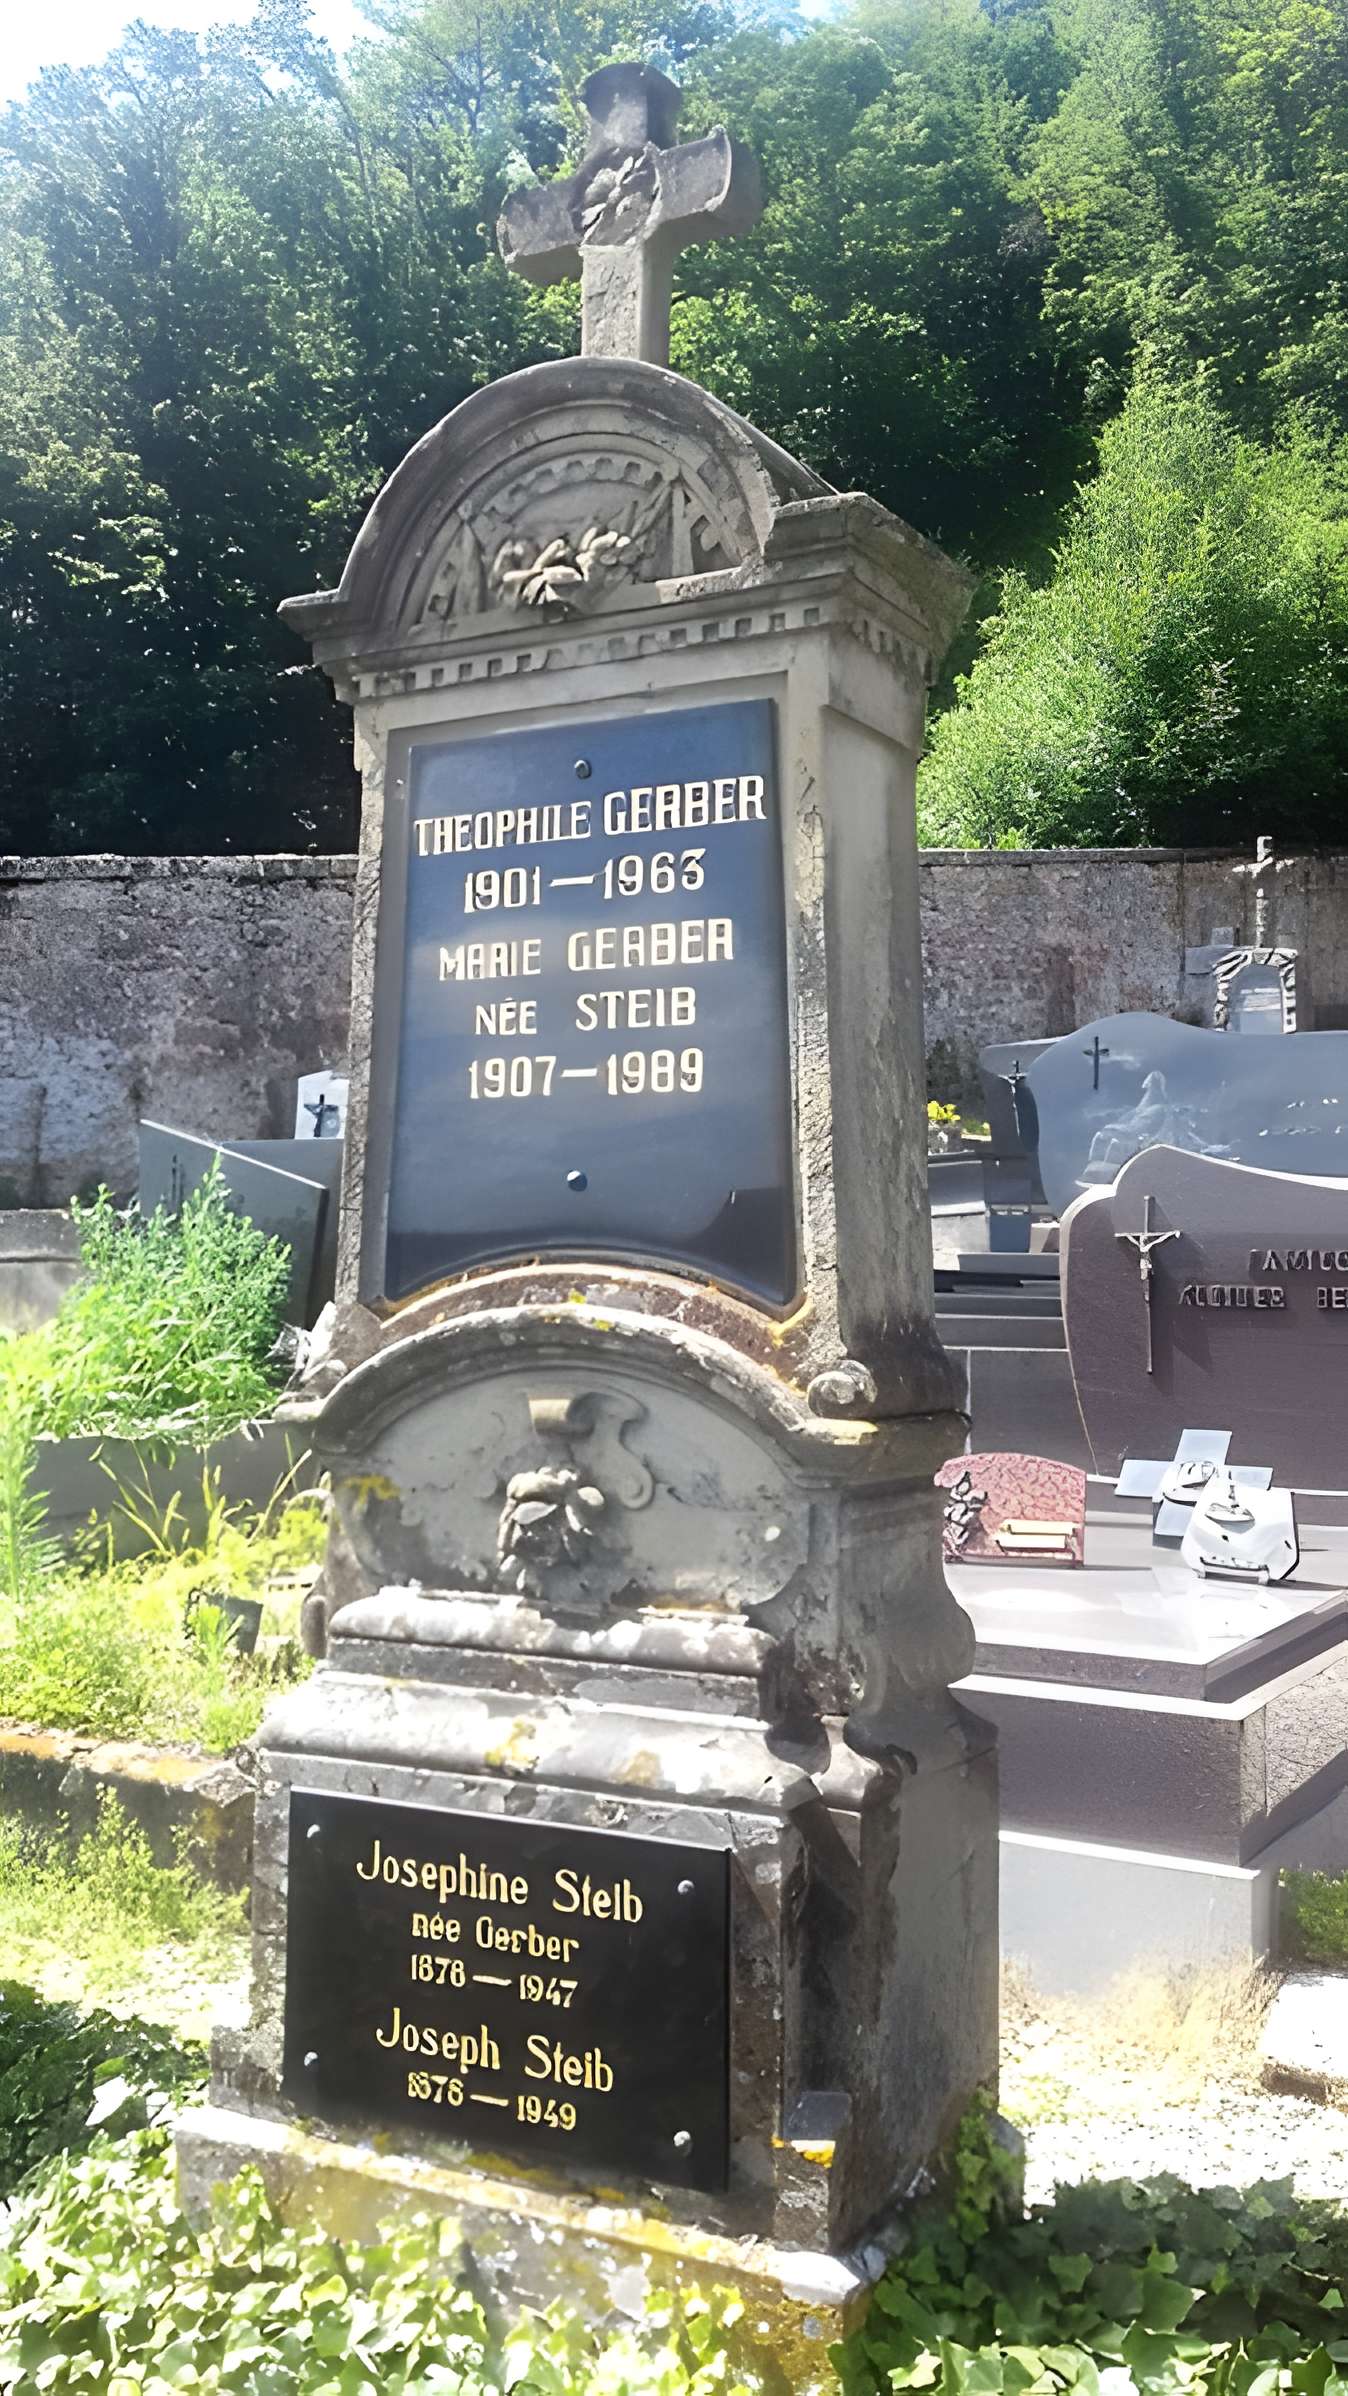 THEOPHILE GERBER
1901—1963
MARIE GERBER
NÉE STEIB
1907—1989
Josephine Steib
née Gerber
1878—1947
Joseph Steib
1878—1949